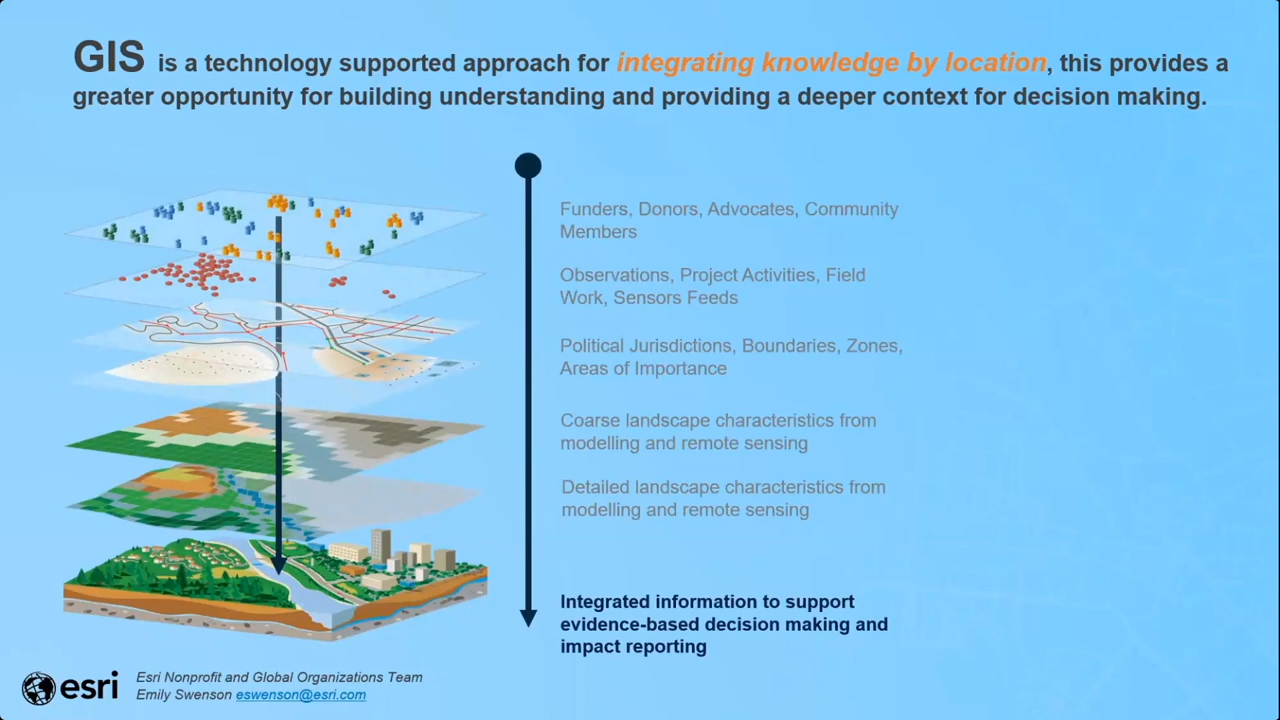 GIS is a technology supported approach for integrating knowledge by location, this provides a
greater opportunity for building understanding and providing a deeper context for decision making.
Funders, Donors, Advocates, Community
Members
Observations, Project Activities, Field
Work, Sensors Feeds
Political Jurisdictions, Boundaries, Zones,
Areas of Importance
Coarse landscape characteristics from
modelling and remote sensing
Detailed landscape characteristics from
modelling and remote sensing
Integrated information to support
evidence-based decision making and
impact reporting
esri
Esri Nonprofit and Global Organizations Team
Emily Swenson eswenson@esri.com